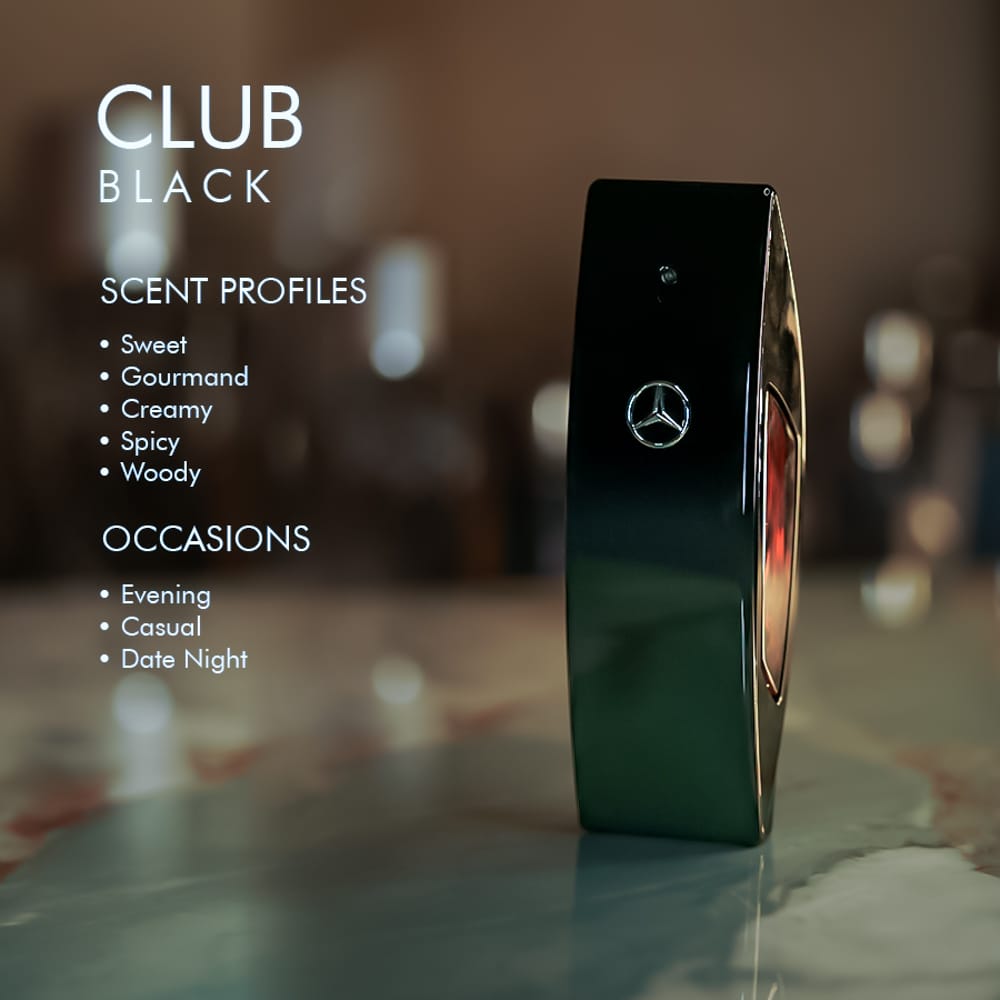 CLUB
BLACK
SCENT PROFILES
• Sweet
• Gourmand
• Creamy
• Spicy
• Woody
OCCASIONS
• Evening
• Casual
• Date Night